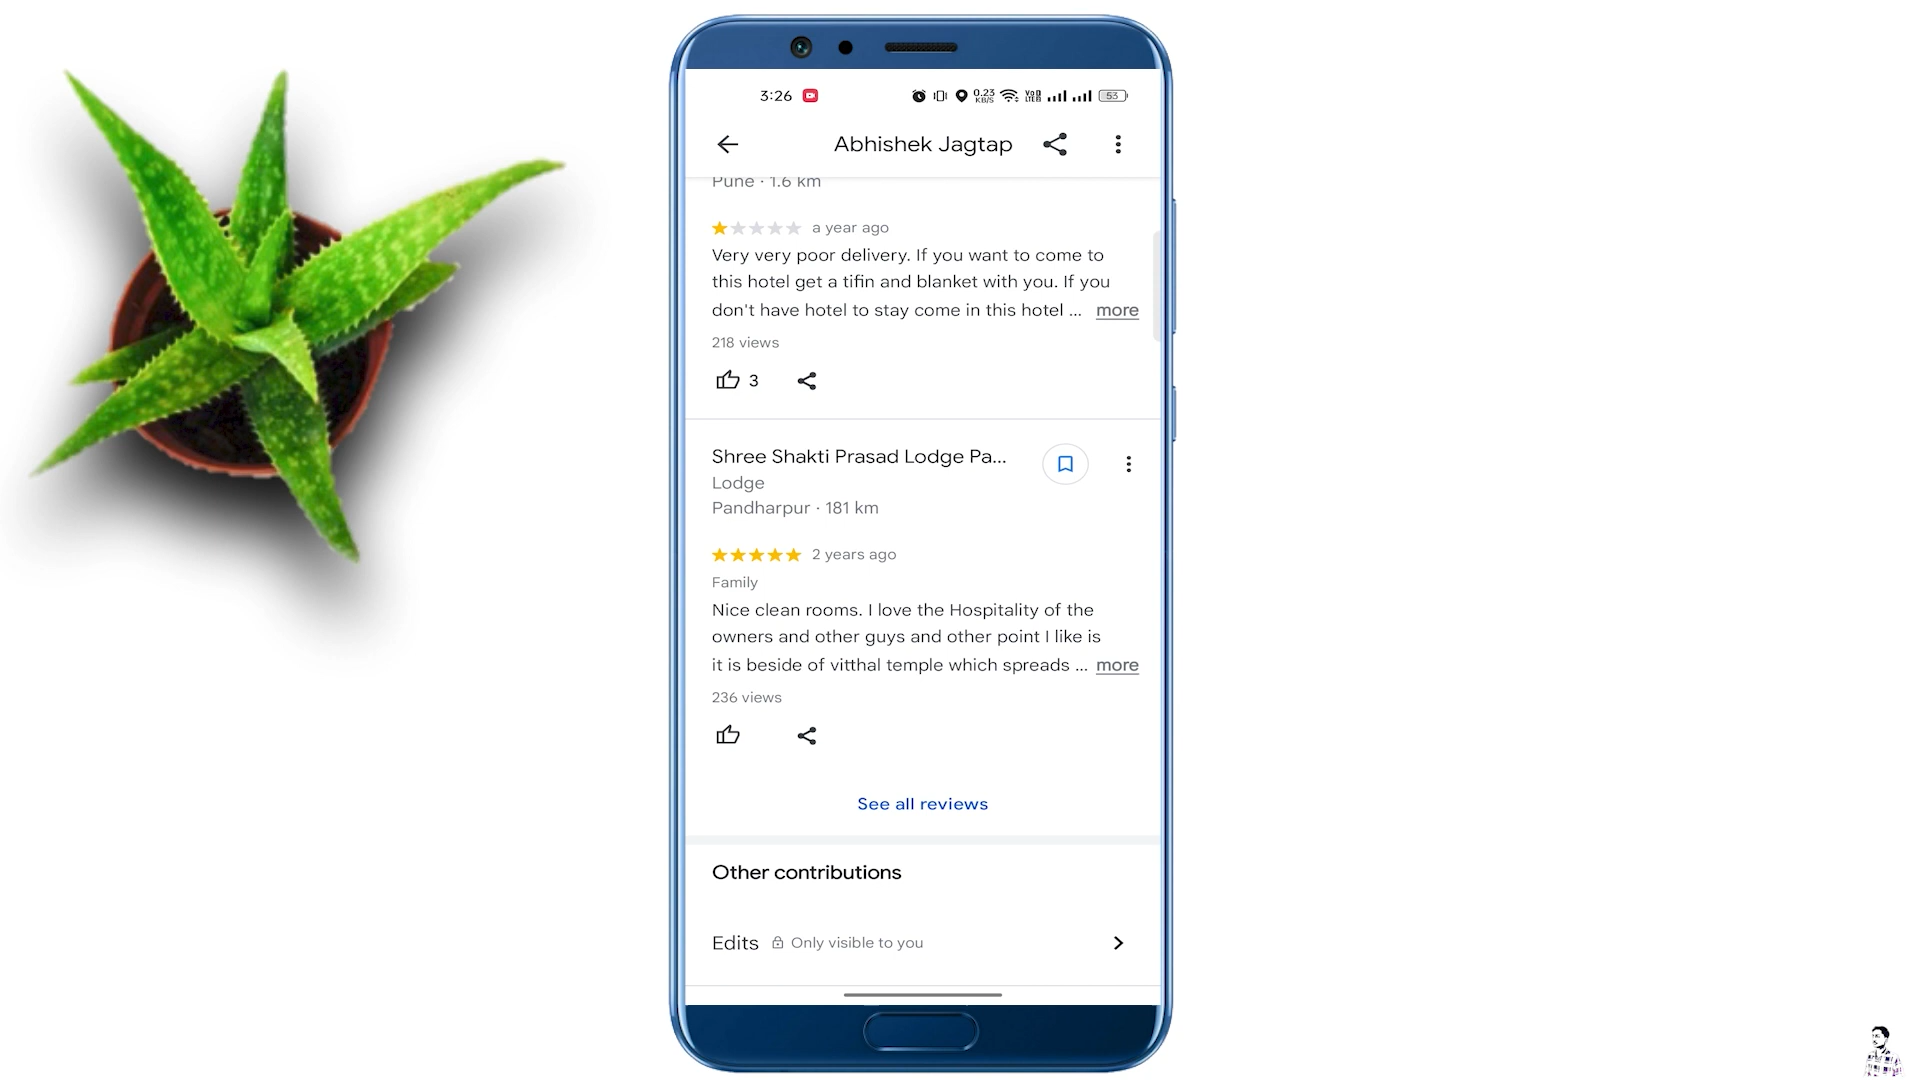 3:26
0.23
KB/S
53
Abhishek Jagtap
Pune · 1.6 km
a year ago
Very very poor delivery. If you want to come to
this hotel get a tifin and blanket with you. If you
don't have hotel to stay come in this hotel ... more
218 views
3
Shree Shakti Prasad Lodge Pa...
Lodge
Pandharpur · 181 km
2 years ago
Family
Nice clean rooms. I love the Hospitality of the
owners and other guys and other point I like is
it is beside of vitthal temple which spreads ... more
236 views
See all reviews
Other contributions
Edits Only visible to you